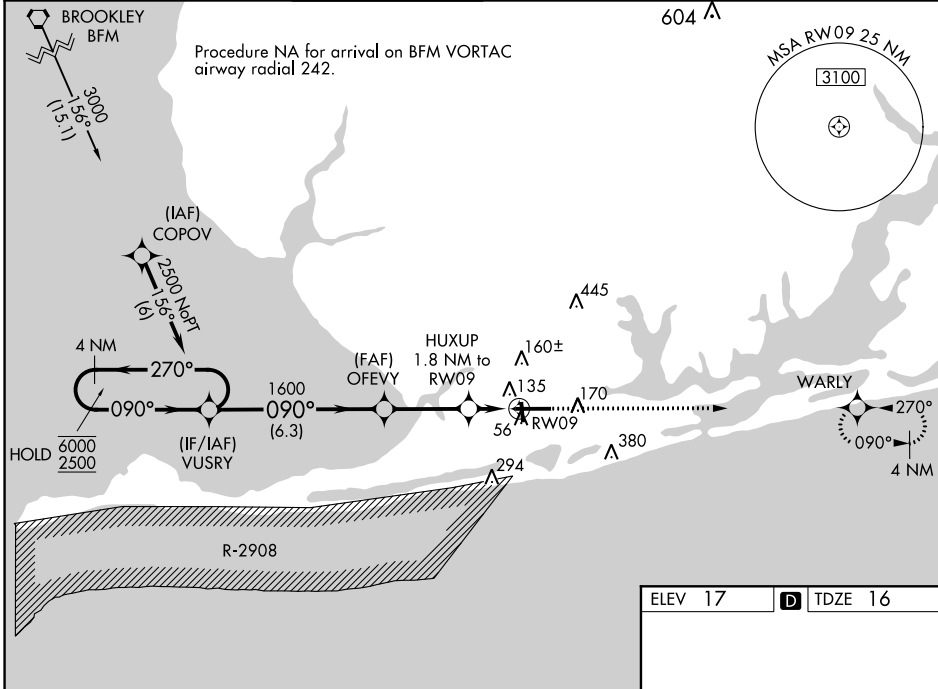 BROOKLEY
BFM
3000
156°
(15.1)
Procedure NA for arrival on BFM VORTAC
airway radial 242.
604
MSA RW09 25 NM
3100
(IAF)
COPOV
2500 NoPT
156°
(6)
4 NM
270°
090°
HOLD
6000
2500
(IF/IAF)
VUSRY
1600
090°
(6.3)
(FAF)
OFEVY
HUXUP
1.8 NM to
RW09
445
160±
135
170
56
RW09
380
294
WARLY
270°
090°
4 NM
R-2908
ELEV 17
D
TDZE 16